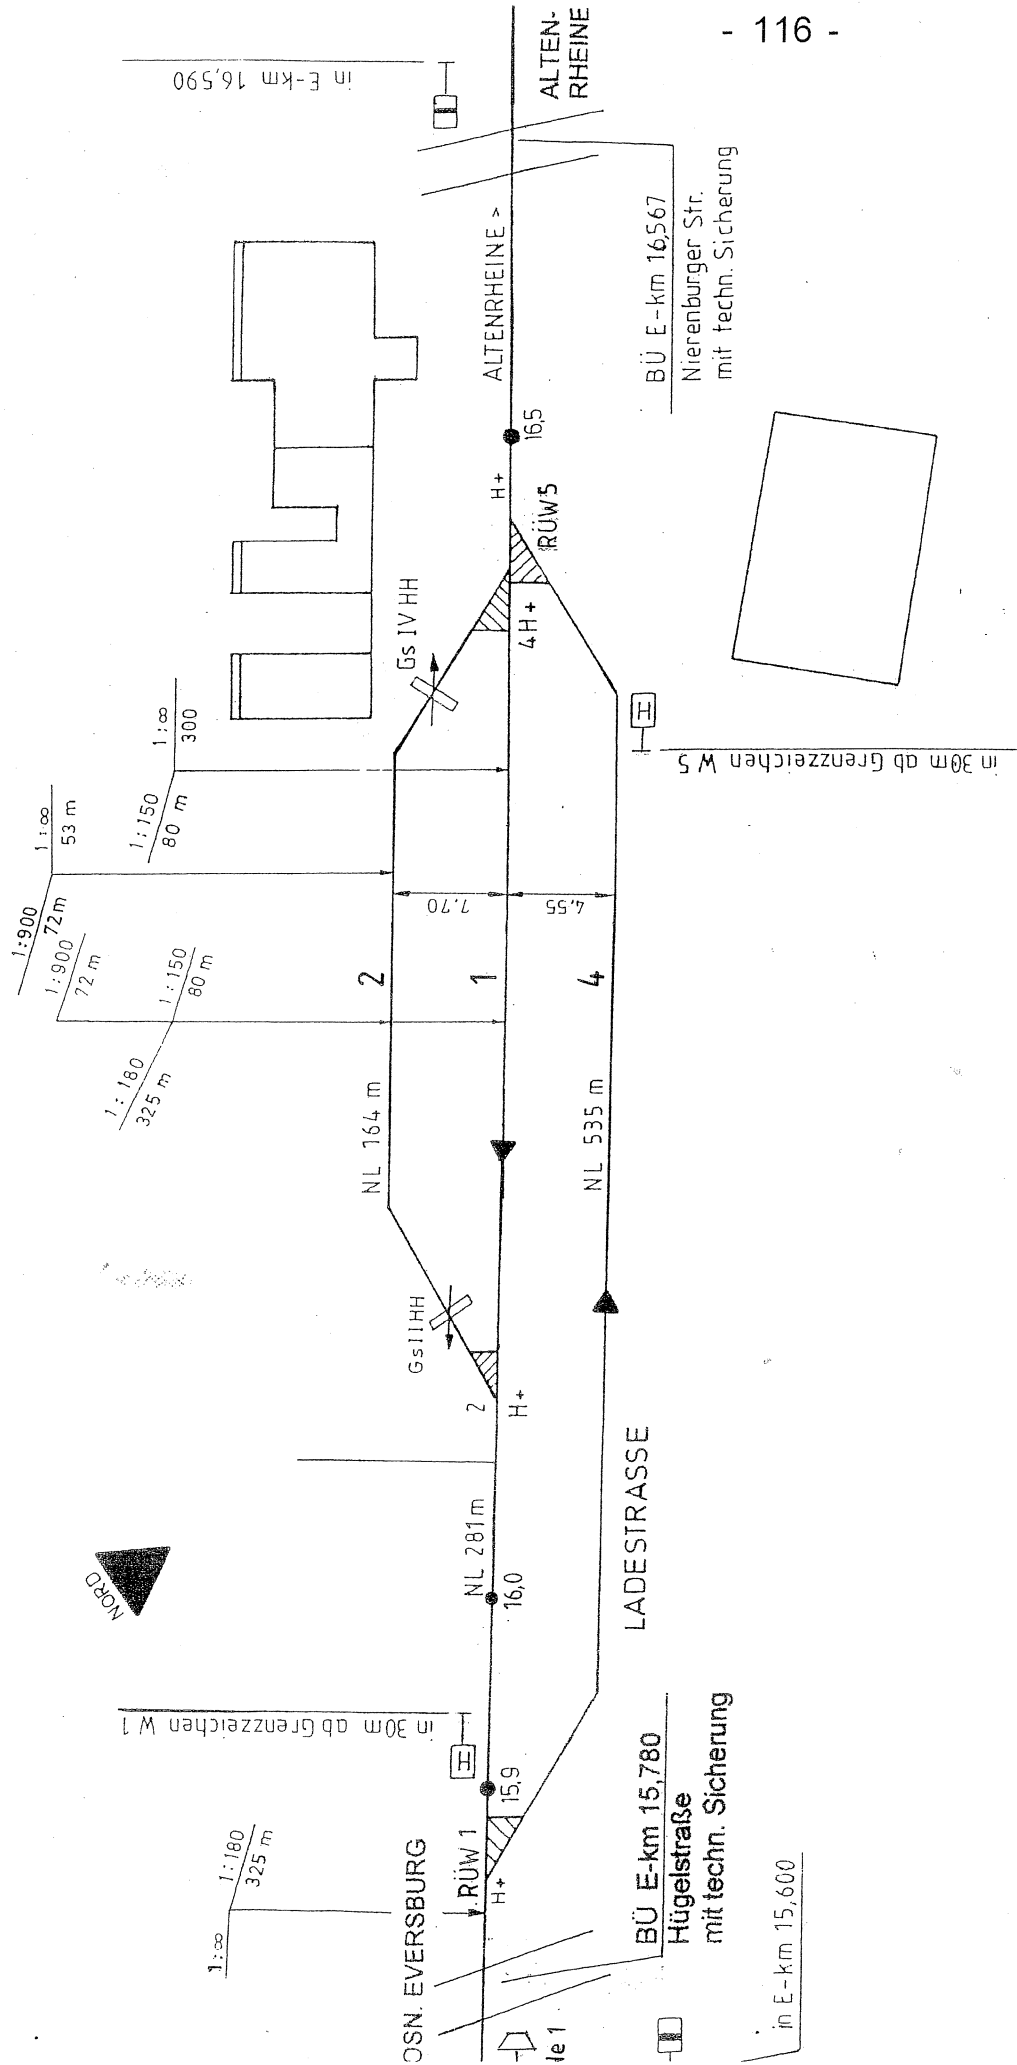 - 116 -
in E-km 16,590
ALTEN-
RHEINE
ALTENRHEINE >
BÜ E-km 16,567
Nierenburger Str.
mit techn. Sicherung
16,5
H+
RÜW 5
4H+
Gs IV HH
1:∞
300
1:150
80 m
1:∞
53 m
1:900
72 m
1:900
72 m
1:150
80 m
1:180
325 m
7,70
4,55
H
in 30m ab Grenzzeichen W 5
2
1
4
NL 164 m
NL 535 m
Gs II HH
2
H+
NL 281m
16,0
NORD
LADESTRASSE
in 30m ab Grenzzeichen W 1
H
15,9
RÜW 1
H+
1:180
325 m
1:∞
OSN. EVERSBURG
BÜ E-km 15,780
Hügelstraße
mit techn. Sicherung
in E-km 15,600